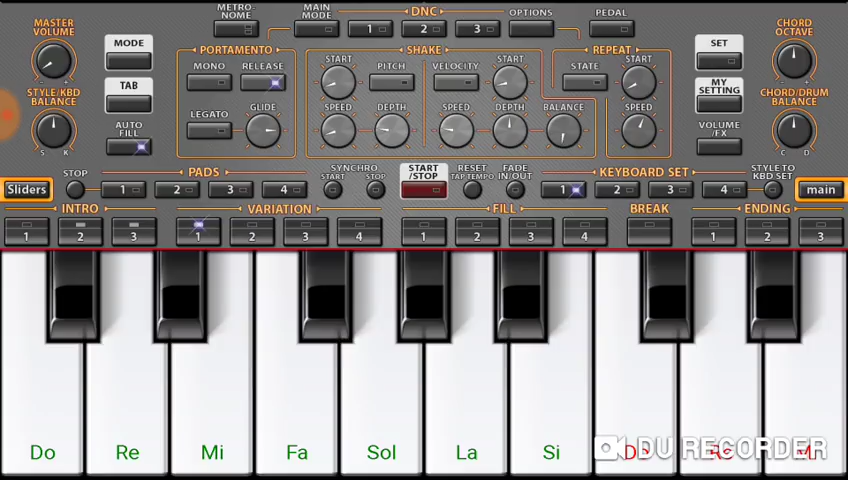 METRO-
NOME
MAIN
MODE
DNC
1 2 3
OPTIONS
PEDAL
MASTER
VOLUME
MODE
PORTAMENTO
MONO RELEASE
LEGATO GLIDE
SHAKE
START PITCH VELOCITY START
SPEED DEPTH SPEED DEPTH BALANCE
REPEAT
STATE START
SPEED
SET
CHORD
OCTAVE
STYLE/KBD
BALANCE
S K
TAB
AUTO
FILL
MY
SETTING
VOLUME
/FX
CHORD/DRUM
BALANCE
C D
Sliders
STOP
PADS
1 2 3 4
SYNCHRO
START STOP
START
/STOP
RESET
TAP TEMPO
FADE
IN/OUT
KEYBOARD SET
1 2 3 4
STYLE TO
KBD SET
main
INTRO
1 2 3
VARIATION
1 2 3 4
FILL
1 2 3 4
BREAK
ENDING
1 2 3
Do Re Mi Fa Sol La Si Do Re Mi
DU RECORDER